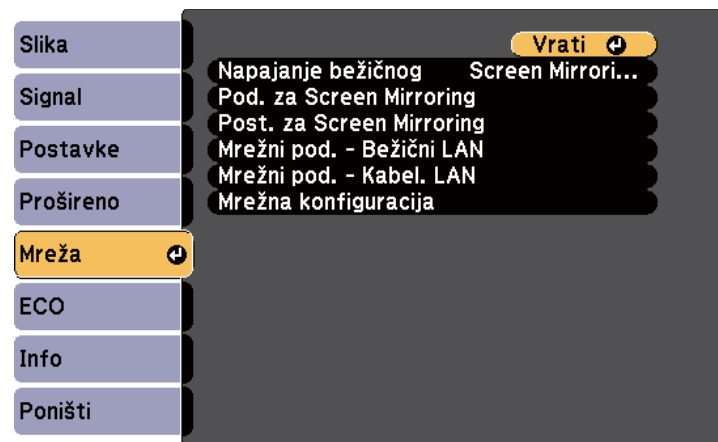 Slika
Signal
Postavke
Prošireno
Mreža
ECO
Info
Poništi
Vrati
Napajanje bežičnog Screen Mirrori...
Pod. za Screen Mirroring
Post. za Screen Mirroring
Mrežni pod. - Bežični LAN
Mrežni pod. - Kabel. LAN
Mrežna konfiguracija